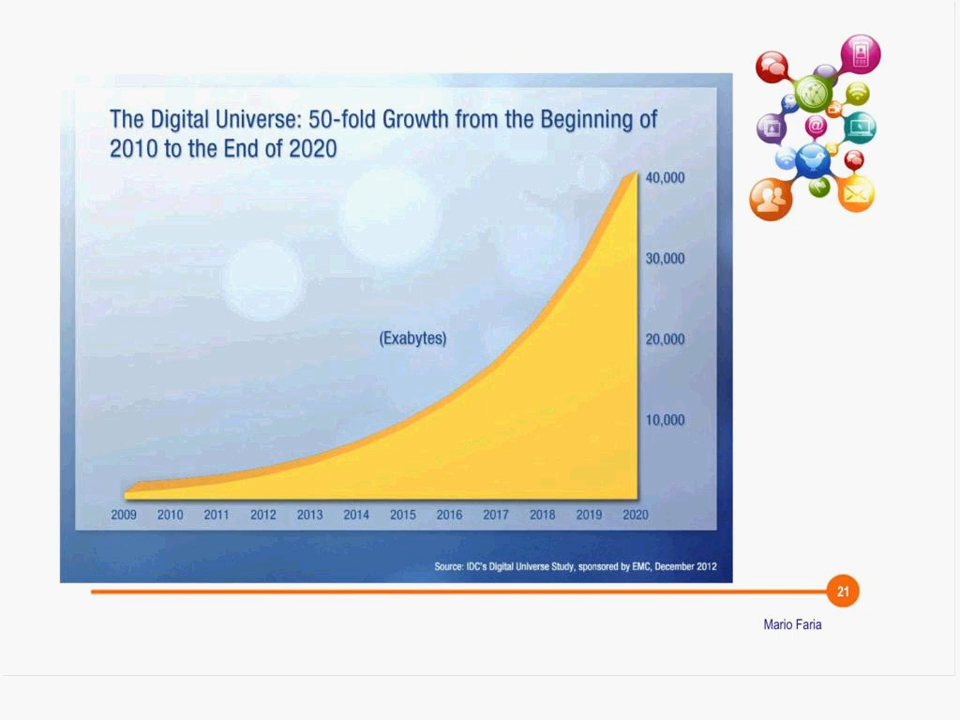 The Digital Universe: 50-fold Growth from the Beginning of
2010 to the End of 2020
40,000
30,000
(Exabytes)
20,000
10,000
2009 2010 2011 2012 2013 2014 2015 2016 2017 2018 2019 2020
Source: IDC's Digital Universe Study, sponsored by EMC, December 2012
21
Mario Faria